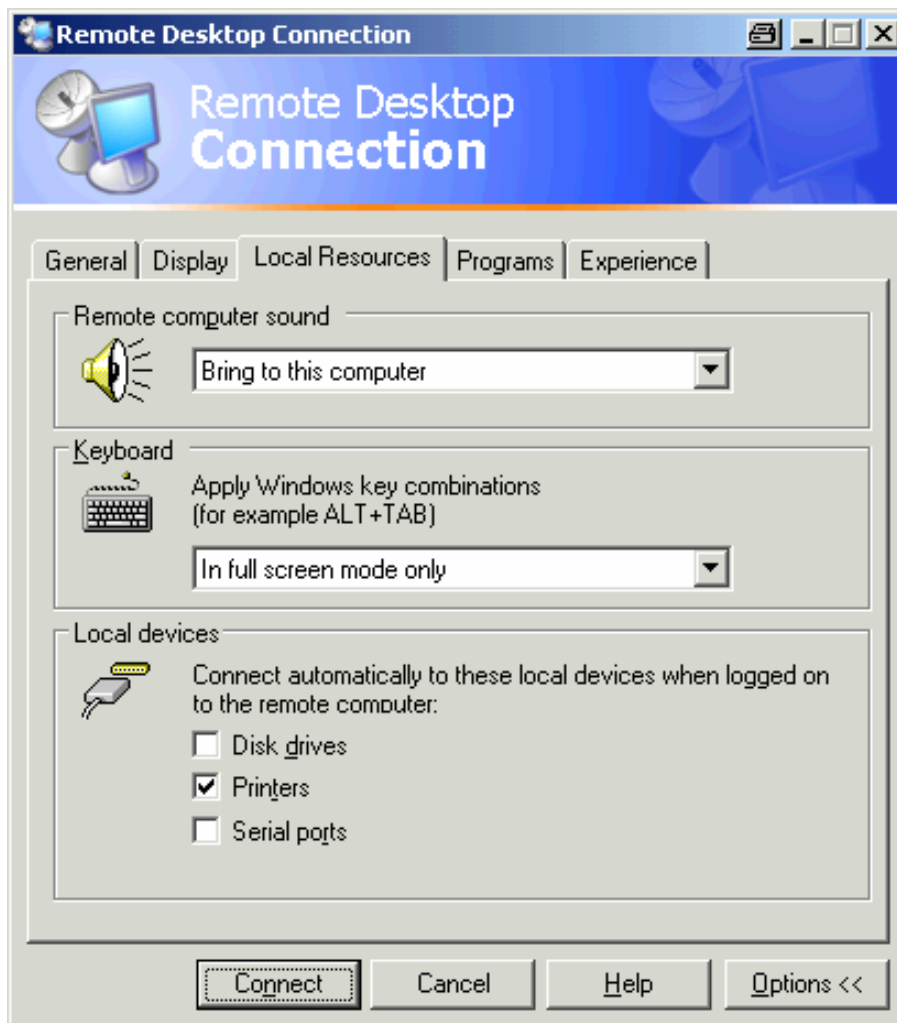 Remote Desktop Connection
Remote Desktop
Connection
General Display Local Resources Programs Experience
Remote computer sound
Bring to this computer
Keyboard
Apply Windows key combinations
(for example ALT+TAB)
In full screen mode only
Local devices
Connect automatically to these local devices when logged on
to the remote computer:
Disk drives
Printers
Serial ports
Connect Cancel Help Options <<